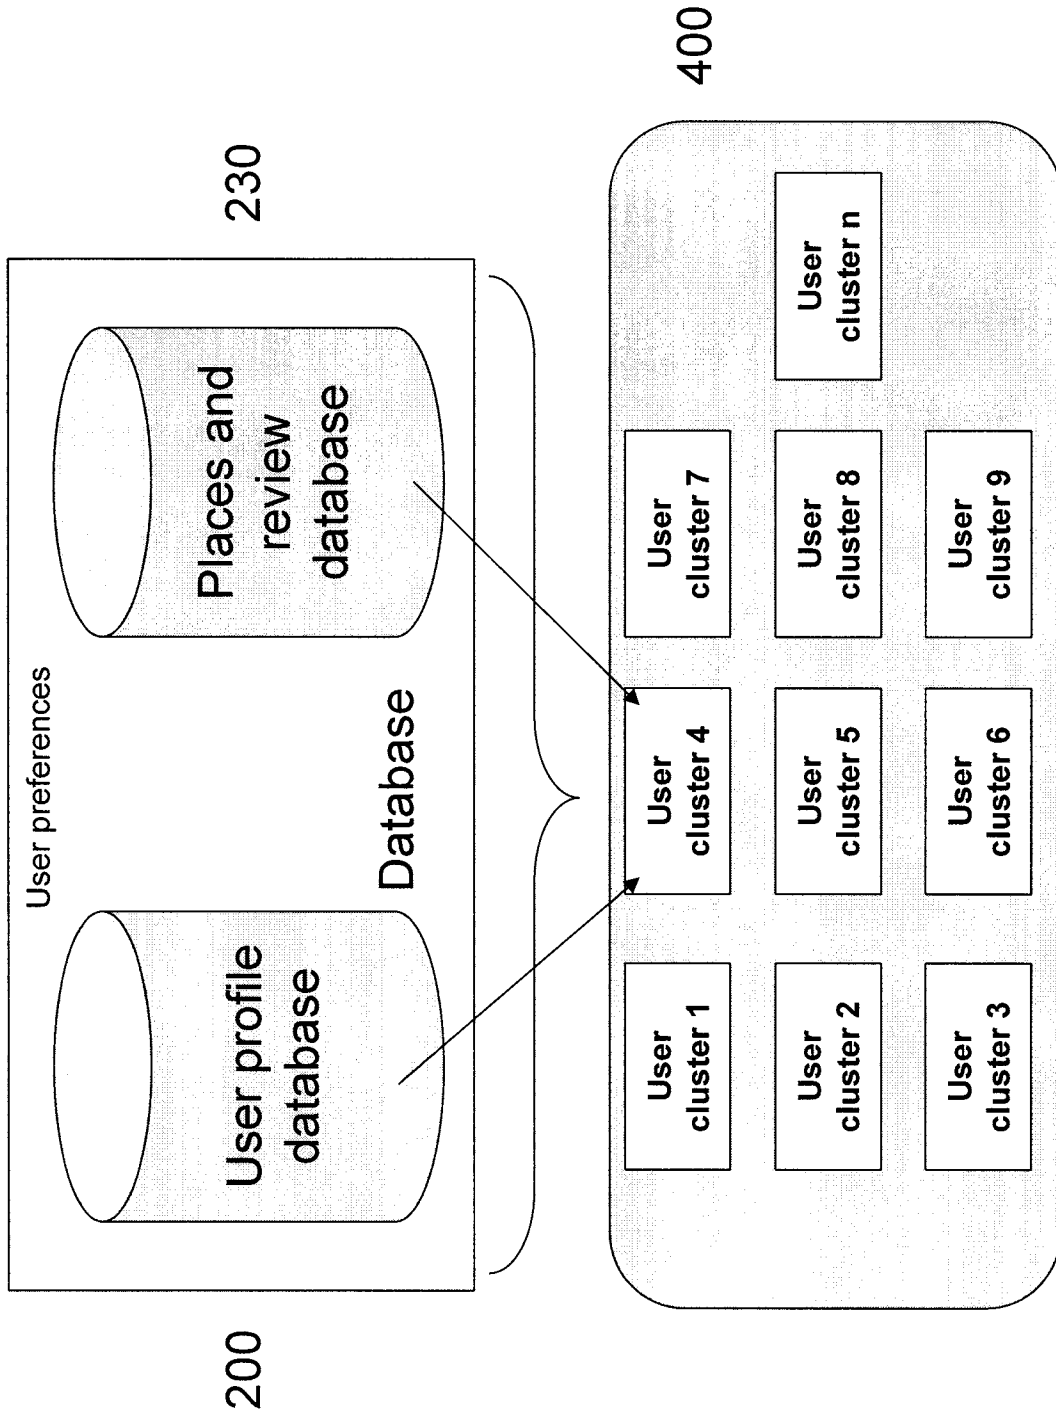 200
230
User preferences
User profile
database
Places and
review
database
Database
400
User
cluster 1
User
cluster 4
User
cluster 7
User
cluster 2
User
cluster 5
User
cluster 8
User
cluster n
User
cluster 3
User
cluster 6
User
cluster 9